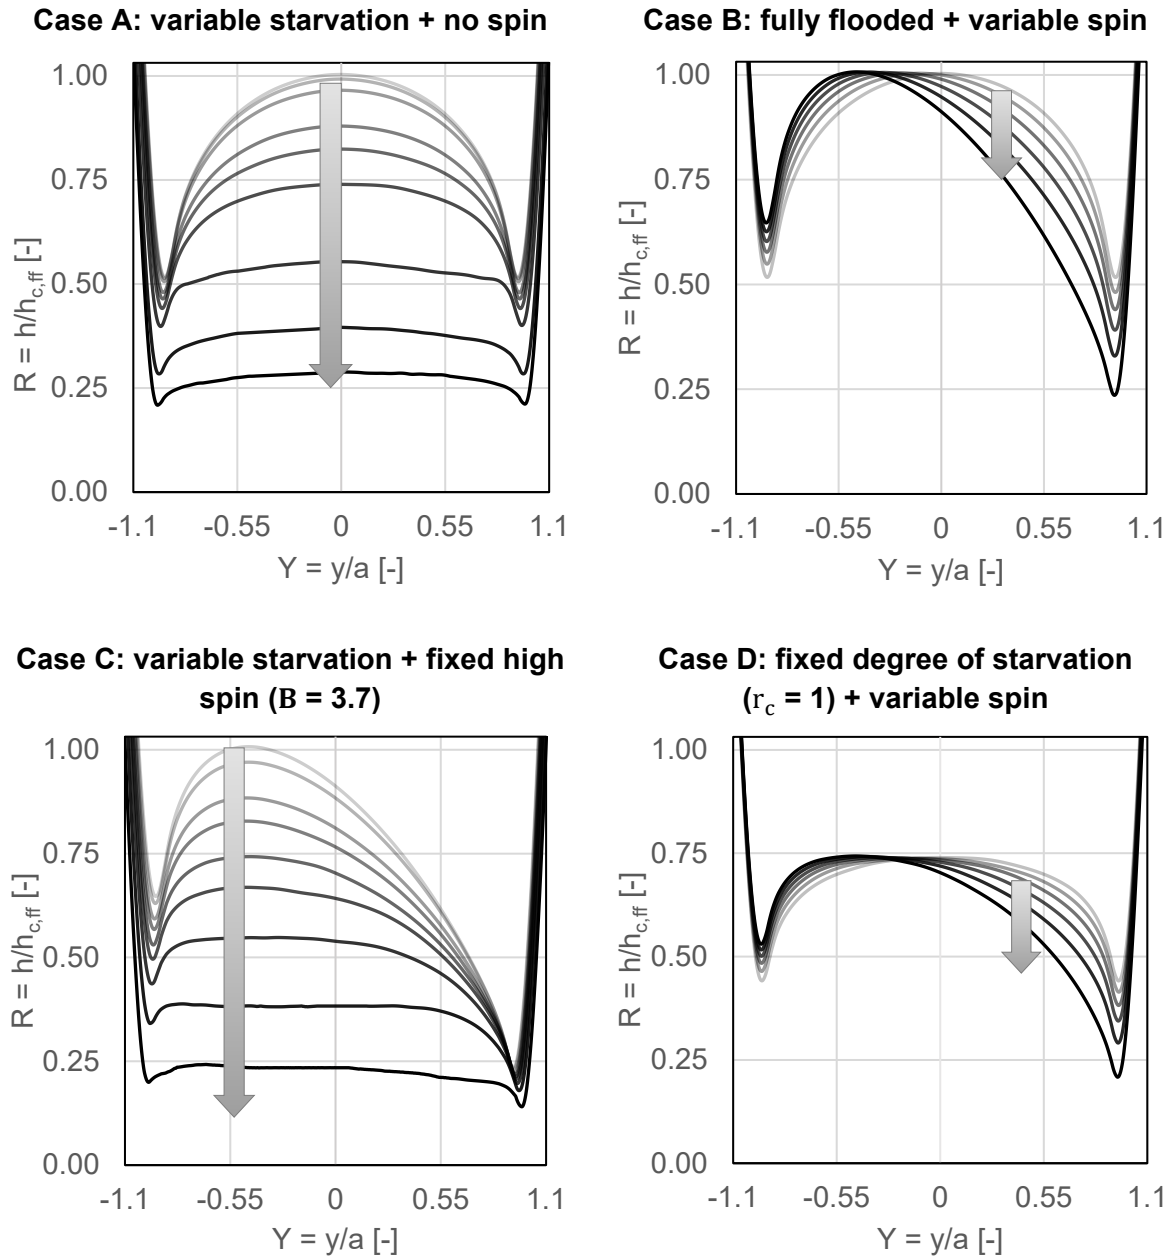 Case A: variable starvation + no spin
R = h/h_c,ff [-]
1.00
0.75
0.50
0.25
0.00
-1.1 -0.55 0 0.55 1.1
Y = y/a [-]
Case B: fully flooded + variable spin
R = h/h_c,ff [-]
1.00
0.75
0.50
0.25
0.00
-1.1 -0.55 0 0.55 1.1
Y = y/a [-]
Case C: variable starvation + fixed high
spin (B = 3.7)
R = h/h_c,ff [-]
1.00
0.75
0.50
0.25
0.00
-1.1 -0.55 0 0.55 1.1
Y = y/a [-]
Case D: fixed degree of starvation
(r_c = 1) + variable spin
R = h/h_c,ff [-]
1.00
0.75
0.50
0.25
0.00
-1.1 -0.55 0 0.55 1.1
Y = y/a [-]